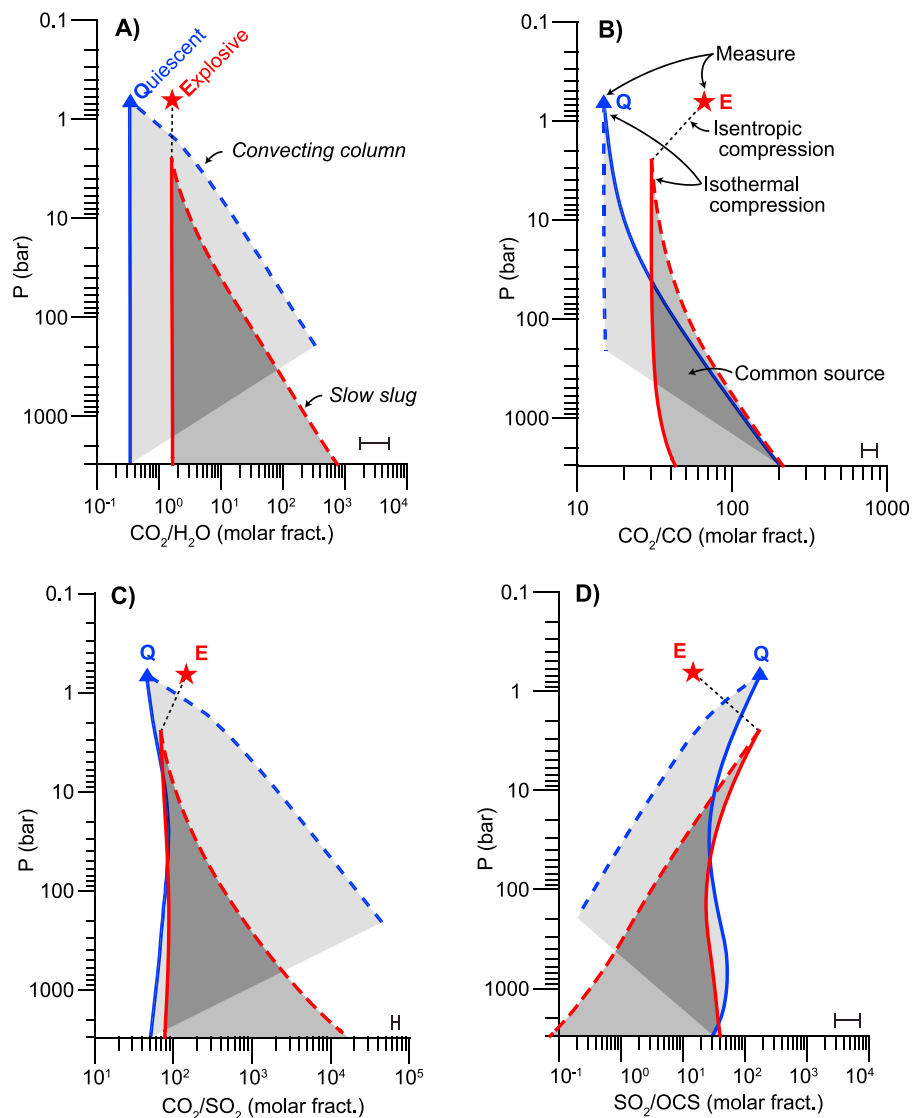 A)
Quiescent
Explosive
Convecting column
Slow slug
0.1
1
10
100
1000
P (bar)
10⁻¹ 10⁰ 10¹ 10² 10³ 10⁴
CO₂/H₂O (molar fract.)
B)
Measure
Q
E
Isentropic
compression
Isothermal
compression
Common source
0.1
1
10
100
1000
P (bar)
10 100 1000
CO₂/CO (molar fract.)
C)
Q
E
0.1
1
10
100
1000
P (bar)
10¹ 10² 10³ 10⁴ 10⁵
CO₂/SO₂ (molar fract.)
D)
E
Q
0.1
1
10
100
1000
P (bar)
10⁻¹ 10⁰ 10¹ 10² 10³ 10⁴
SO₂/OCS (molar fract.)